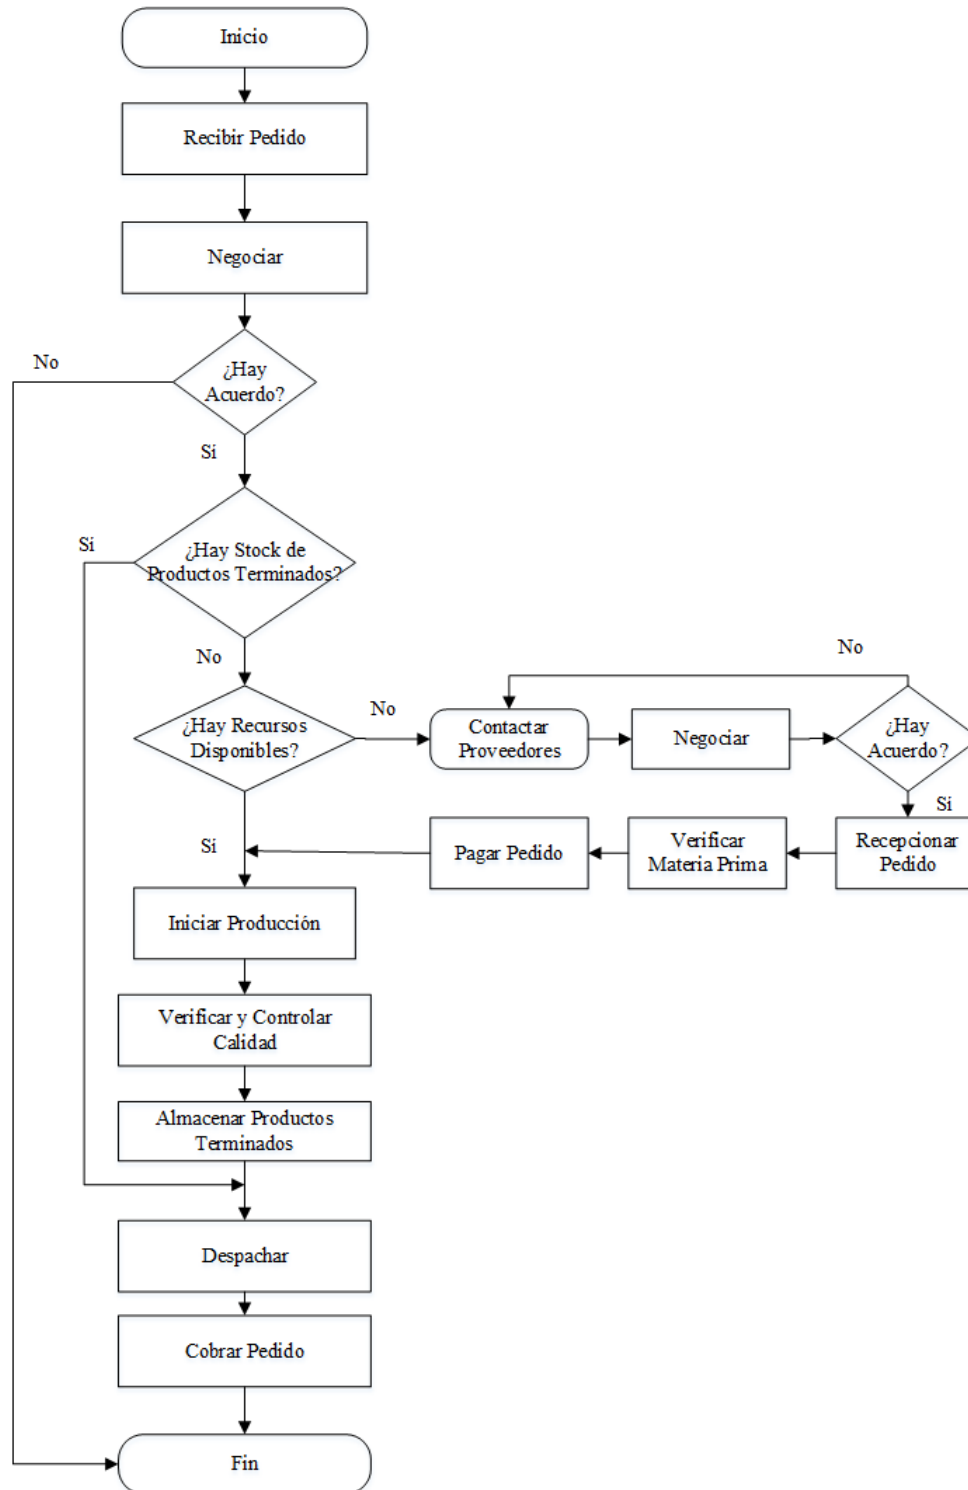 Inicio
Recibir Pedido
Negociar
No
¿Hay
Acuerdo?
Si
Si
¿Hay Stock de
Productos Terminados?
No
No
¿Hay Recursos
Disponibles?
No
Contactar
Proveedores
Negociar
¿Hay
Acuerdo?
Si
Si
Pagar Pedido
Verificar
Materia Prima
Recepcionar
Pedido
Iniciar Producción
Verificar y Controlar
Calidad
Almacenar Productos
Terminados
Despachar
Cobrar Pedido
Fin